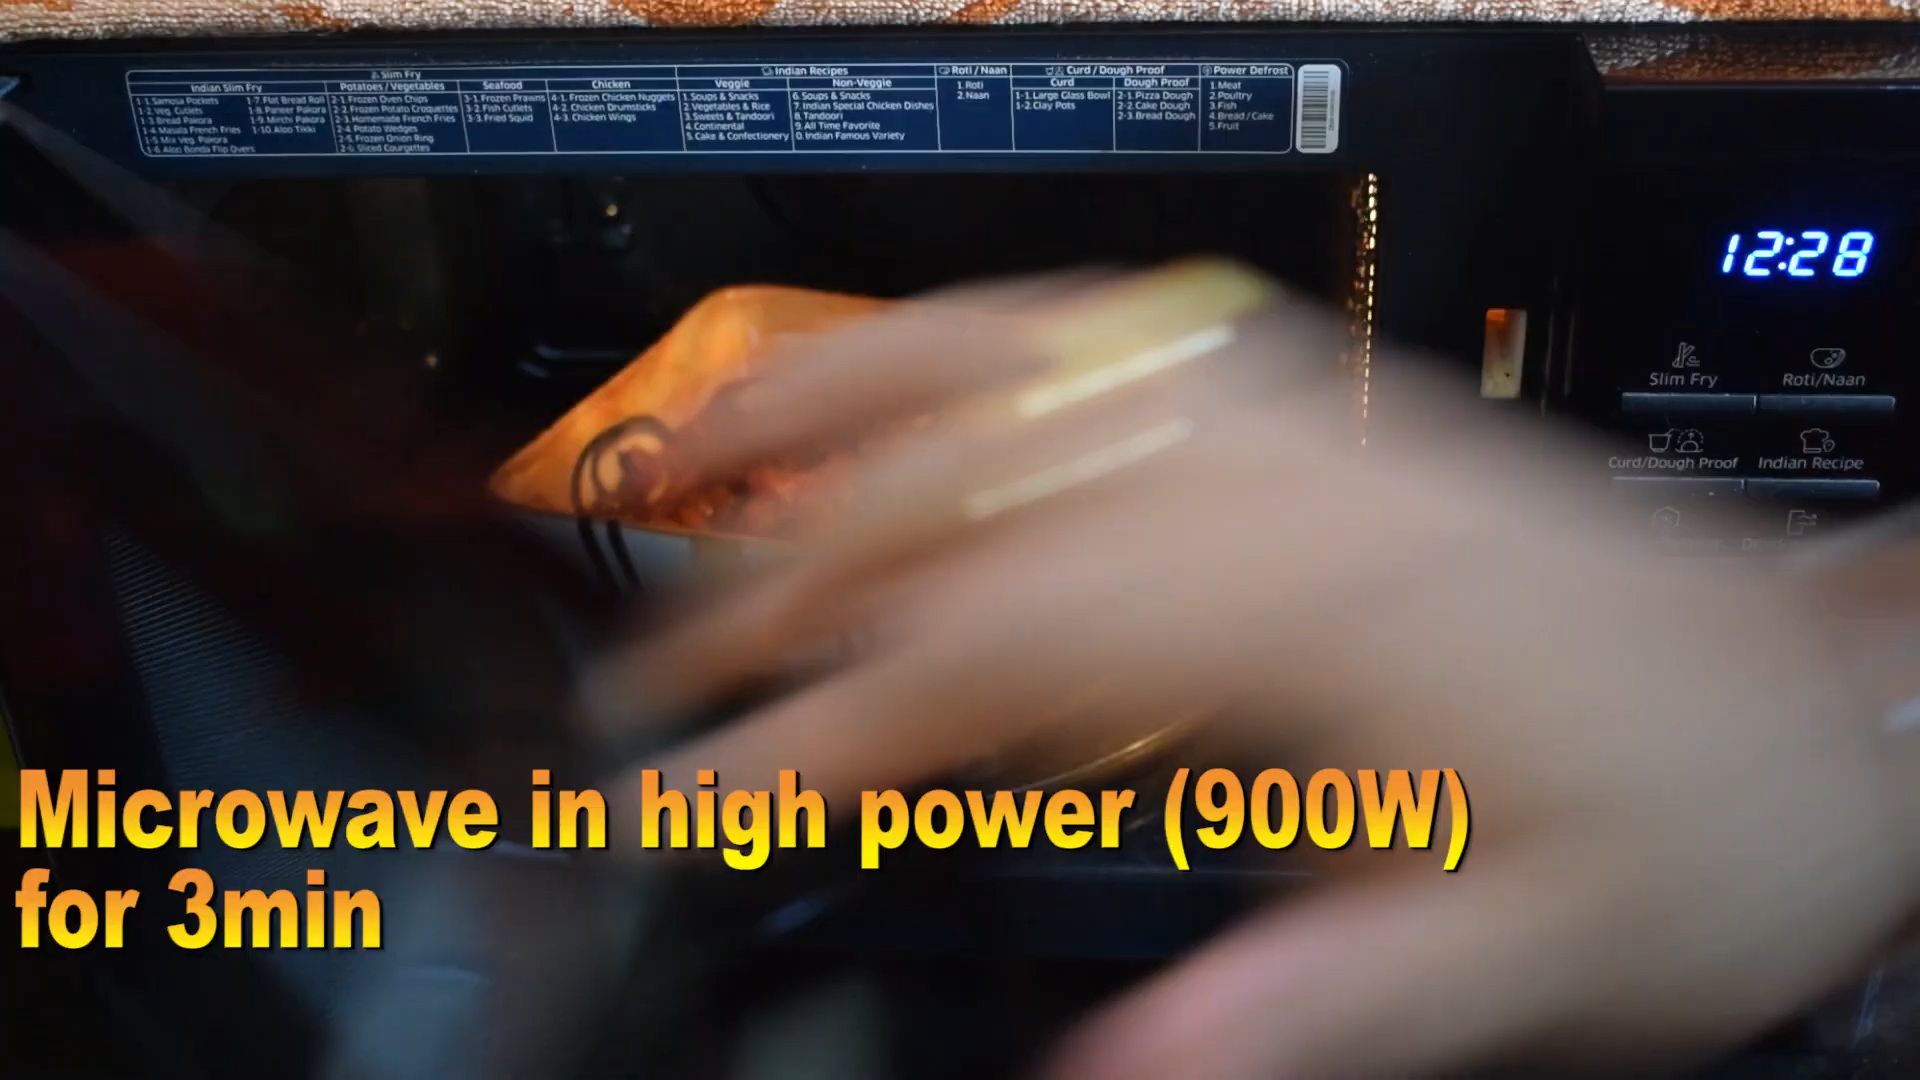 Slim Fry
Indian Recipes
Roti / Naan
Curd / Dough Proof
Power Defrost
Indian Slim Fry
Potatoes / Vegetables
Seafood
Chicken
Veggie
Non-Veggie
Curd
Dough Proof
1-1. Samosa Pockets
1-2. Veg. Cutlets
1-3. Bread Pakora
1-4. Masala French Fries
1-5. Mix Veg. Pakora
1-6. Aloo Bonda Flip Overs
1-7. Flat Bread Roll
1-8. Paneer Pakora
1-9. Mirchi Pakora
1-10. Aloo Tikki
2-1. Frozen Oven Chips
2-2. Frozen Potato Croquettes
2-3. Homemade French Fries
2-4. Potato Wedges
2-5. Frozen Onion Ring
2-6. Sliced Courgettes
3-1. Frozen Prawns
3-2. Fish Cutlets
3-3. Fried Squid
4-1. Frozen Chicken Nuggets
4-2. Chicken Drumsticks
4-3. Chicken Wings
1. Soups & Snacks
2. Vegetables & Rice
3. Sweets & Tandoori
4. Continental
5. Cake & Confectionery
6. Soups & Snacks
7. Indian Special Chicken Dishes
8. Tandoori
9. All Time Favorite
0. Indian Famous Variety
1. Roti
2. Naan
1-1. Large Glass Bowl
1-2. Clay Pots
2-1. Pizza Dough
2-2. Cake Dough
2-3. Bread Dough
1. Meat
2. Poultry
3. Fish
4. Bread / Cake
5. Fruit
12:28
Slim Fry
Roti/Naan
Curd/Dough Proof
Indian Recipe
Microwave in high power (900W)
for 3min